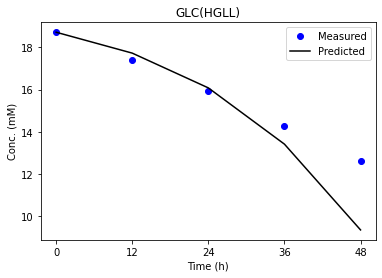 GLC(HGLL)
Measured
Predicted
Conc. (mM)
18
16
14
12
10
0
12
24
36
48
Time (h)